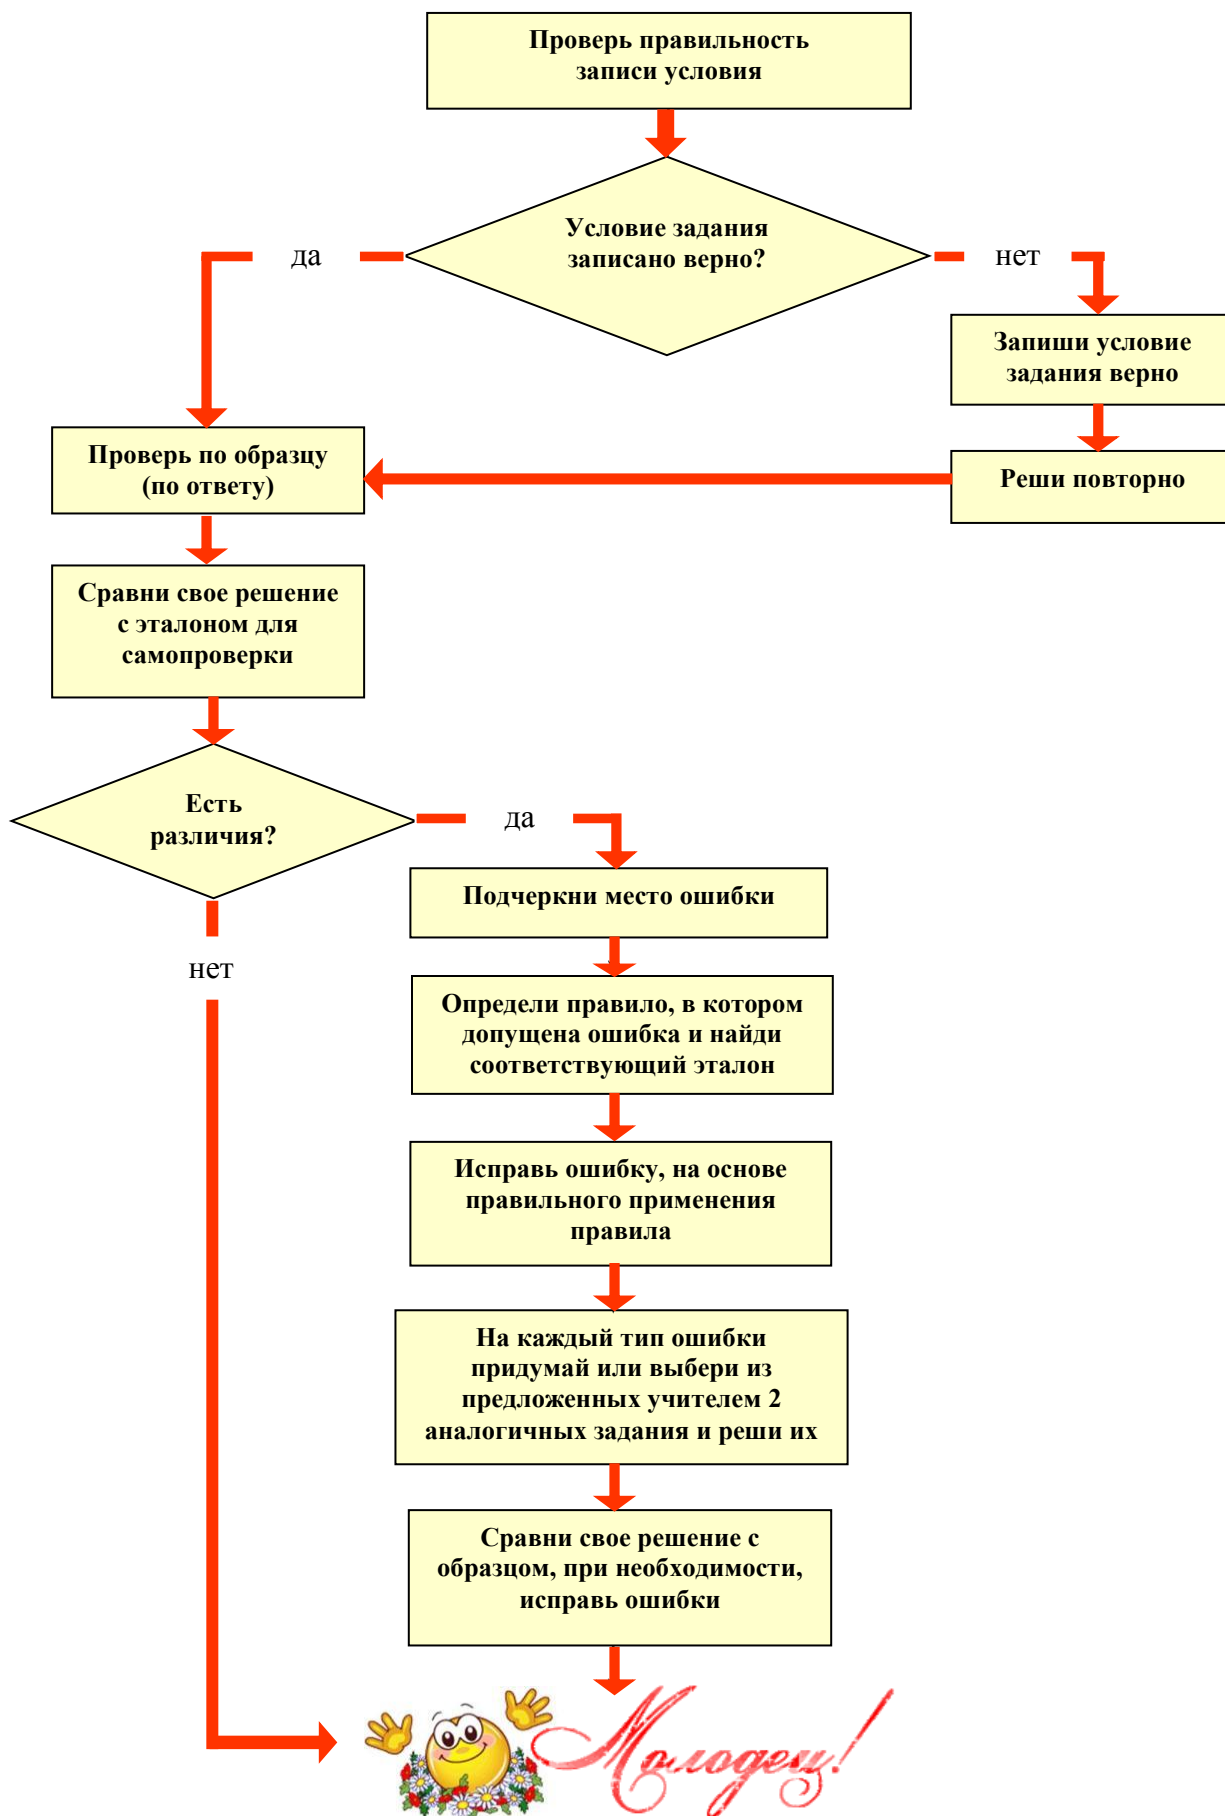 Проверь правильность
записи условия
Условие задания
записано верно?
да
нет
Запиши условие
задания верно
Проверь по образцу
(по ответу)
Реши повторно
Сравни свое решение
с эталоном для
самопроверки
Есть
различия?
да
Подчеркни место ошибки
нет
Определи правило, в котором
допущена ошибка и найди
соответствующий эталон
Исправь ошибку, на основе
правильного применения
правила
На каждый тип ошибки
придумай или выбери из
предложенных учителем 2
аналогичных задания и реши их
Сравни свое решение с
образцом, при необходимости,
исправь ошибки
Молодец!